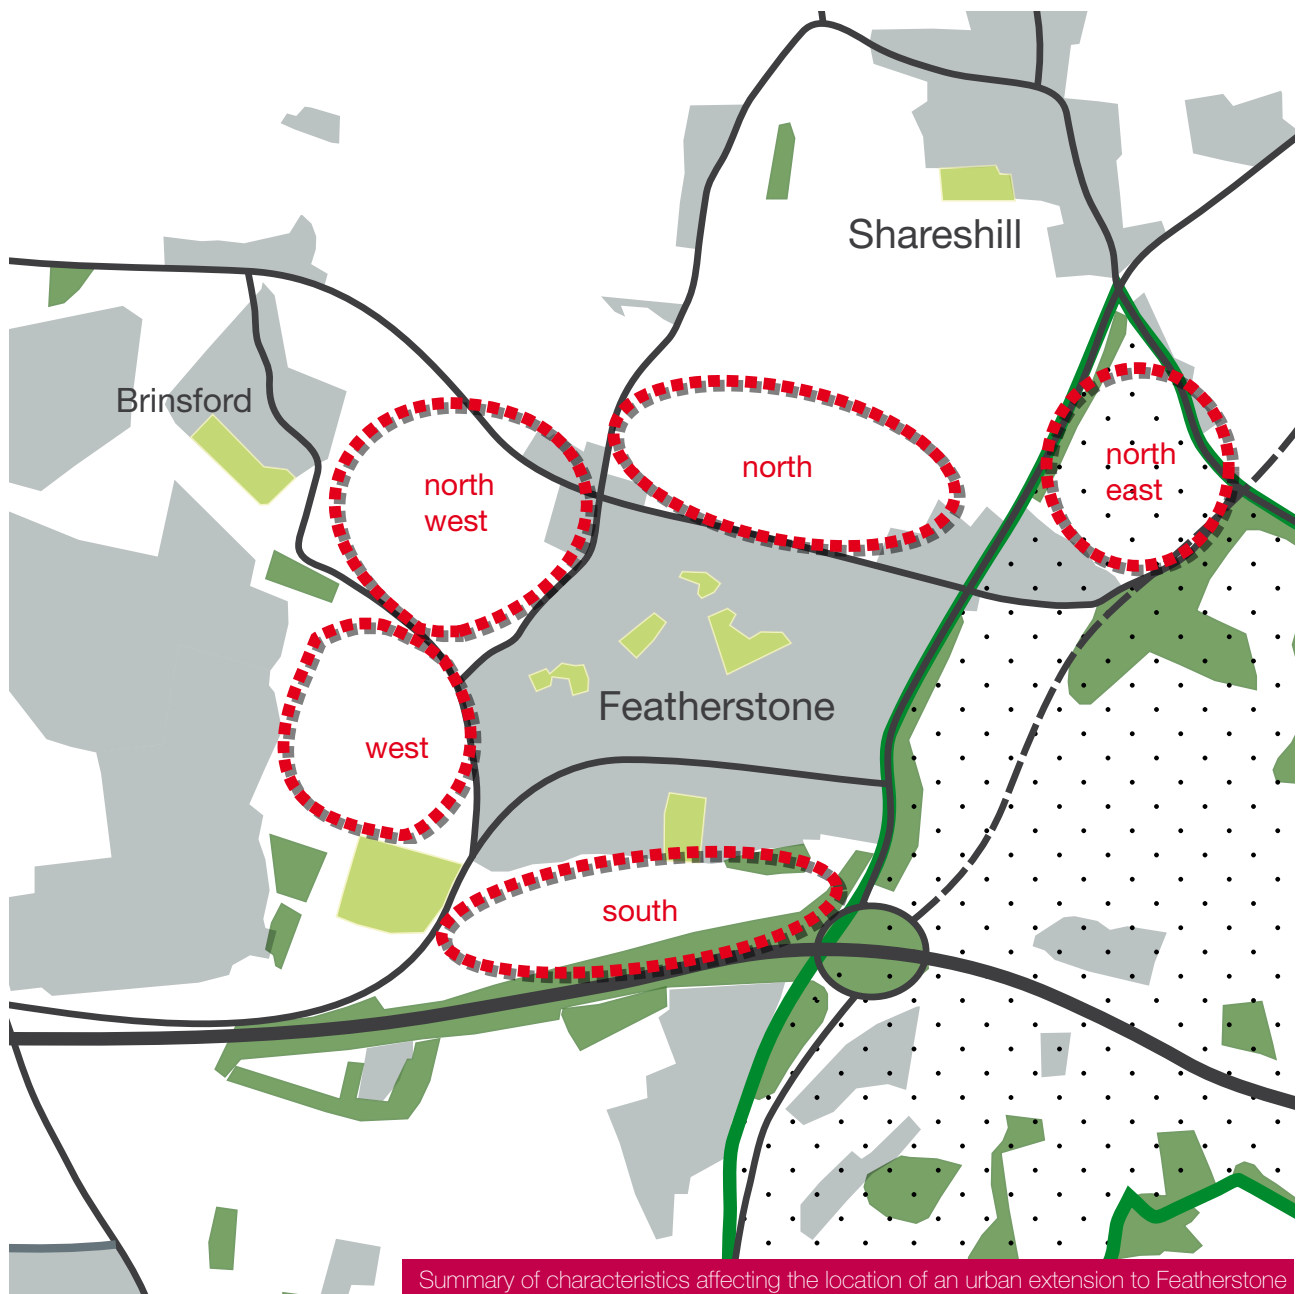 Shareshill
Brinsford
north
north
east
north
west
Featherstone
west
south
Summary of characteristics affecting the location of an urban extension to Featherstone